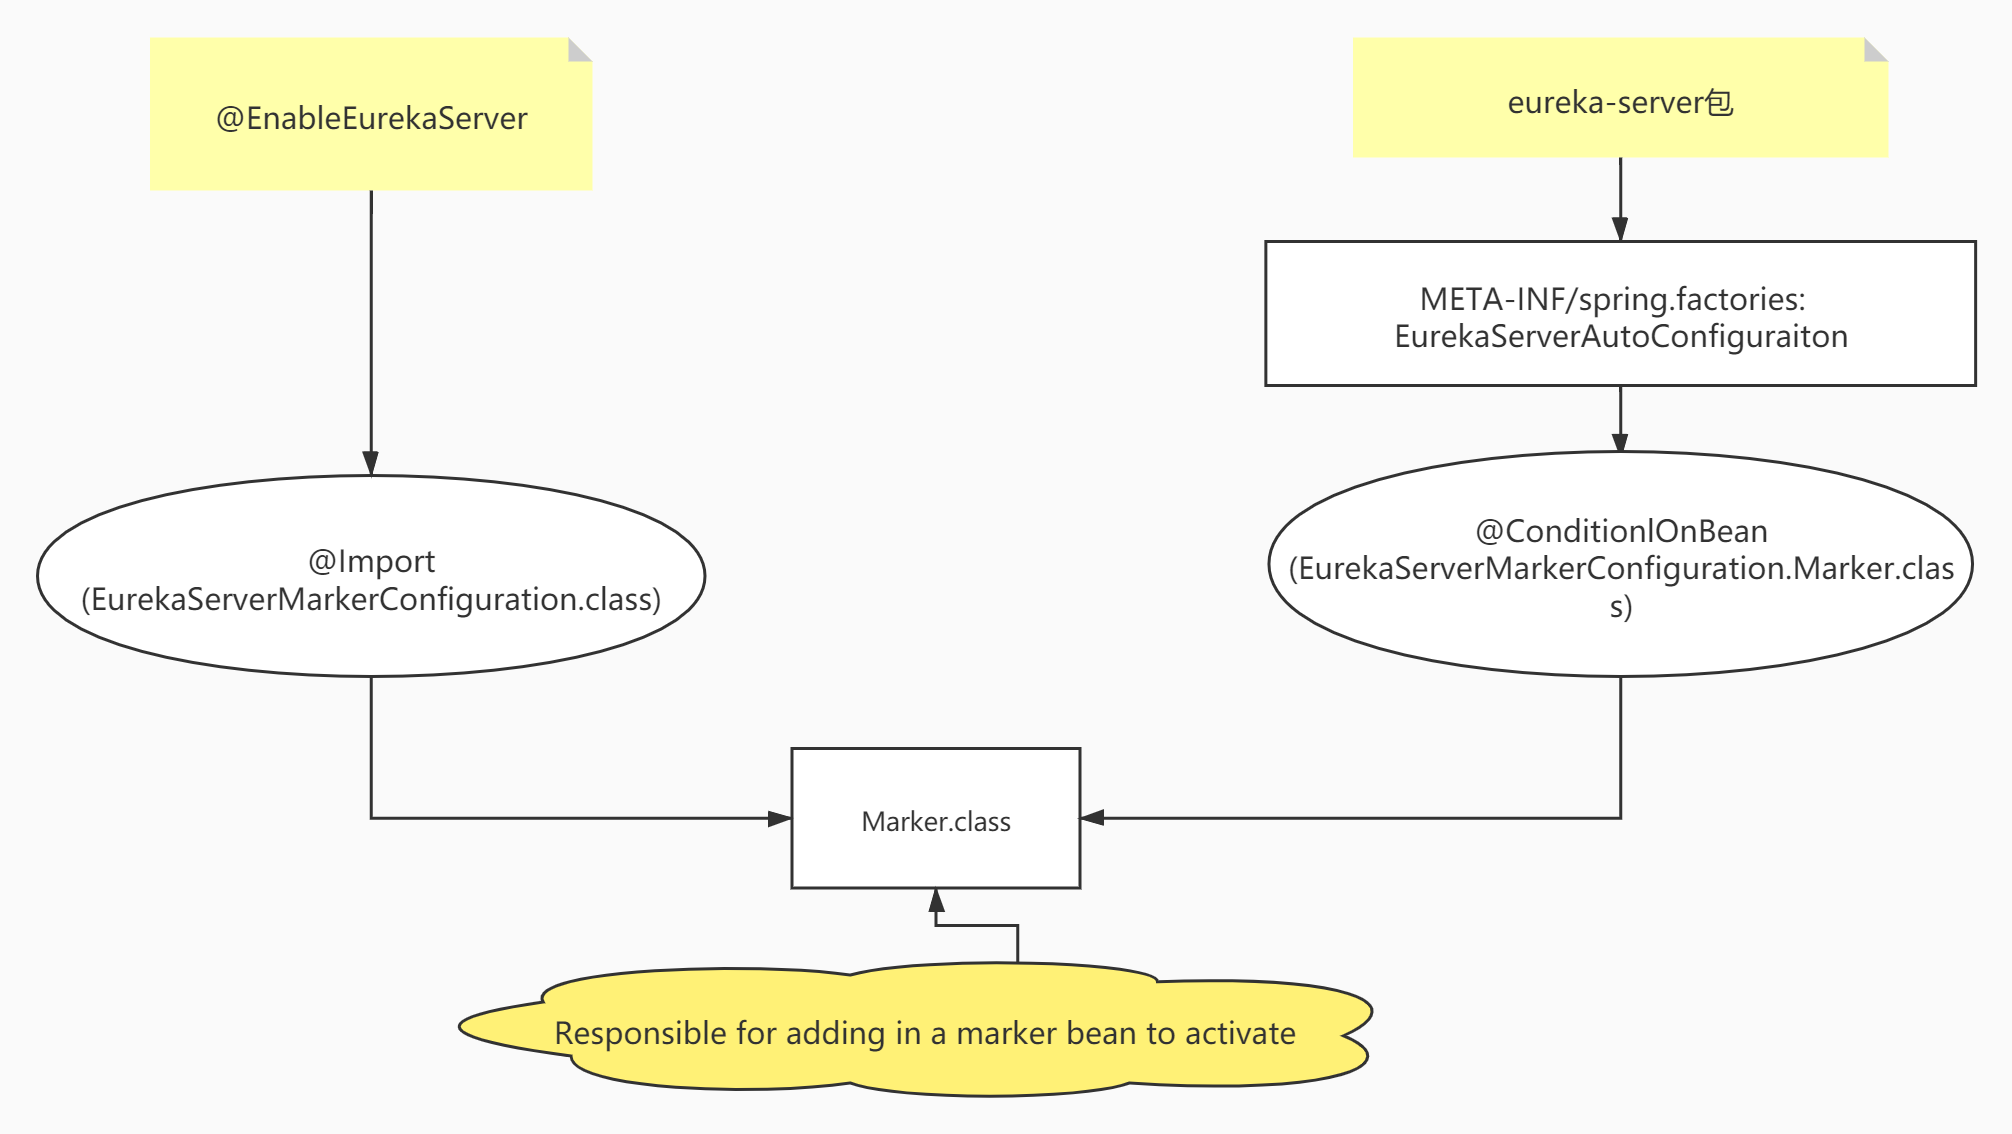 @EnableEurekaServer
eureka-server包
META-INF/spring.factories:
EurekaServerAutoConfiguraiton
@Import
(EurekaServerMarkerConfiguration.class)
@ConditionlOnBean
(EurekaServerMarkerConfiguration.Marker.clas
s)
Marker.class
Responsible for adding in a marker bean to activate